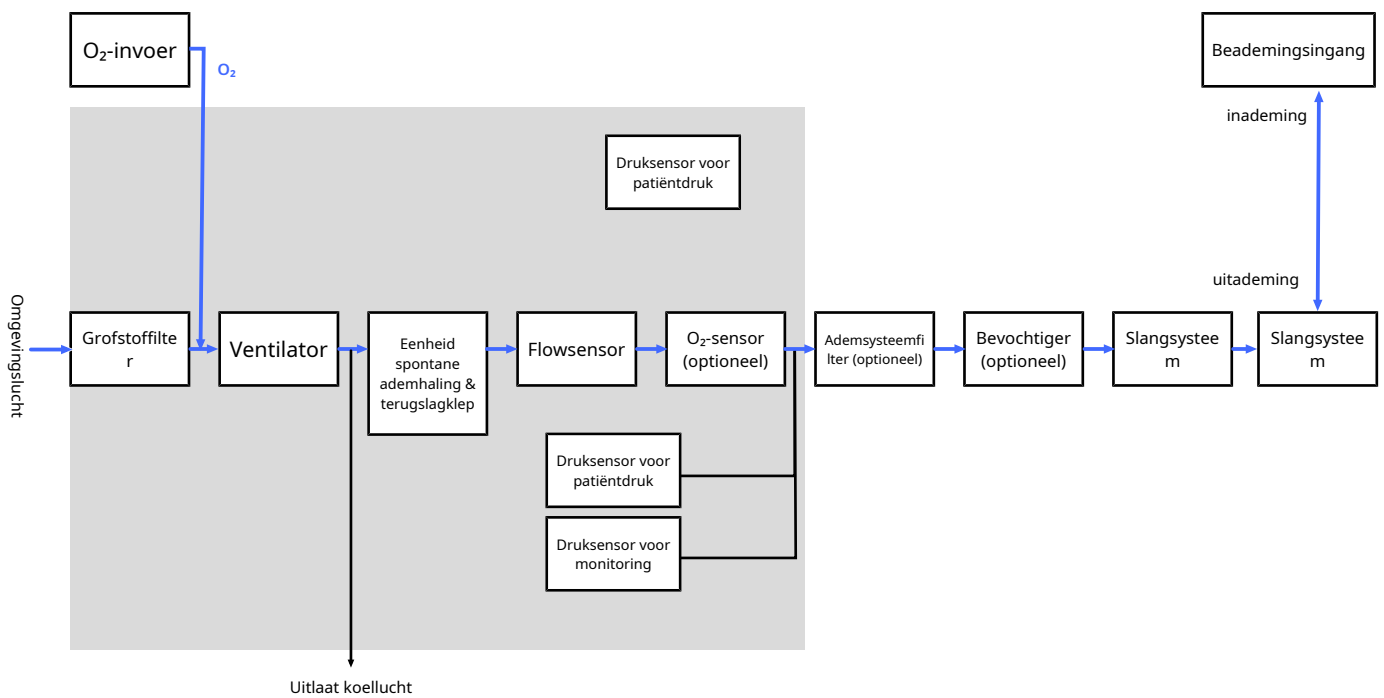 O₂-invoer
O₂
Beademingsingang
inademing
Druksensor voor
patiëntdruk
uitademing
Omgevingslucht
Grofstoffilte
r
Ventilator
Eenheid
spontane
ademhaling &
terugslagklep
Flowsensor
O₂-sensor
(optioneel)
Ademsysteemfi
lter (optioneel)
Bevochtiger
(optioneel)
Slangsystee
m
Slangsystee
m
Druksensor voor
patiëntdruk
Druksensor voor
monitoring
Uitlaat koellucht